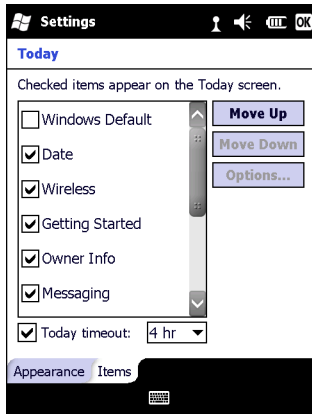 Settings
OK
Today
Checked items appear on the Today screen.
Windows Default
Move Up
Date
Move Down
Wireless
Options...
Getting Started
Owner Info
Messaging
Today timeout: 4 hr
Appearance Items